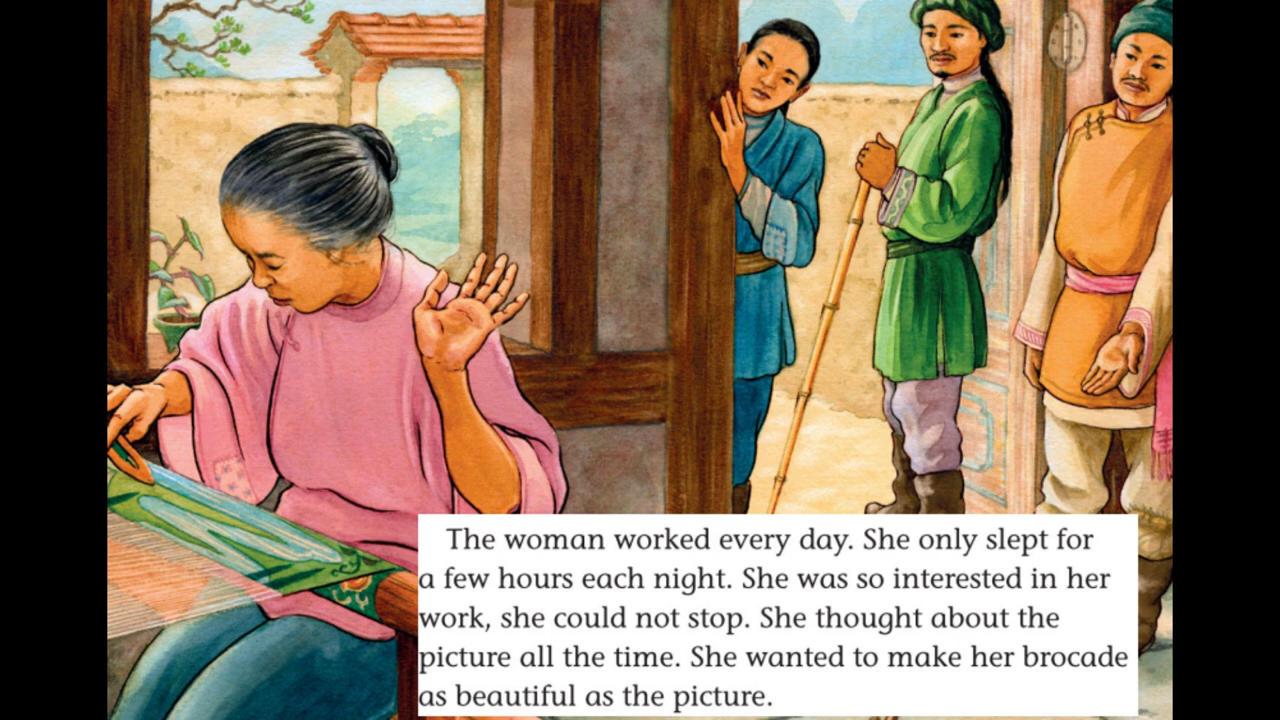 The woman worked every day. She only slept for
a few hours each night. She was so interested in her
work, she could not stop. She thought about the
picture all the time. She wanted to make her brocade
as beautiful as the picture.